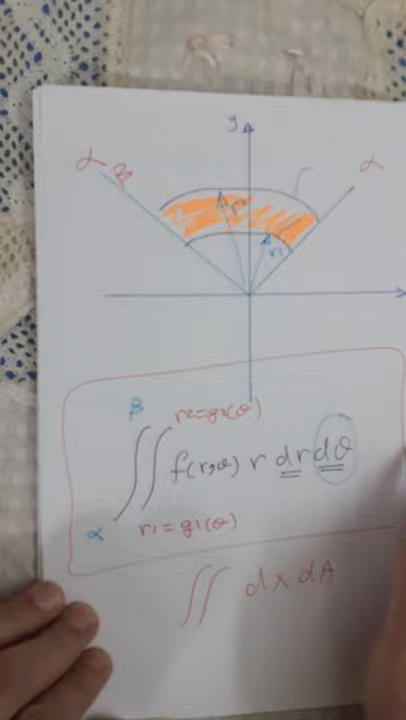 y
α β α
r2 r1
β r2=g2(θ)
∬ f(r,θ) r dr dθ
α r1=g1(θ)
∬ dx dA